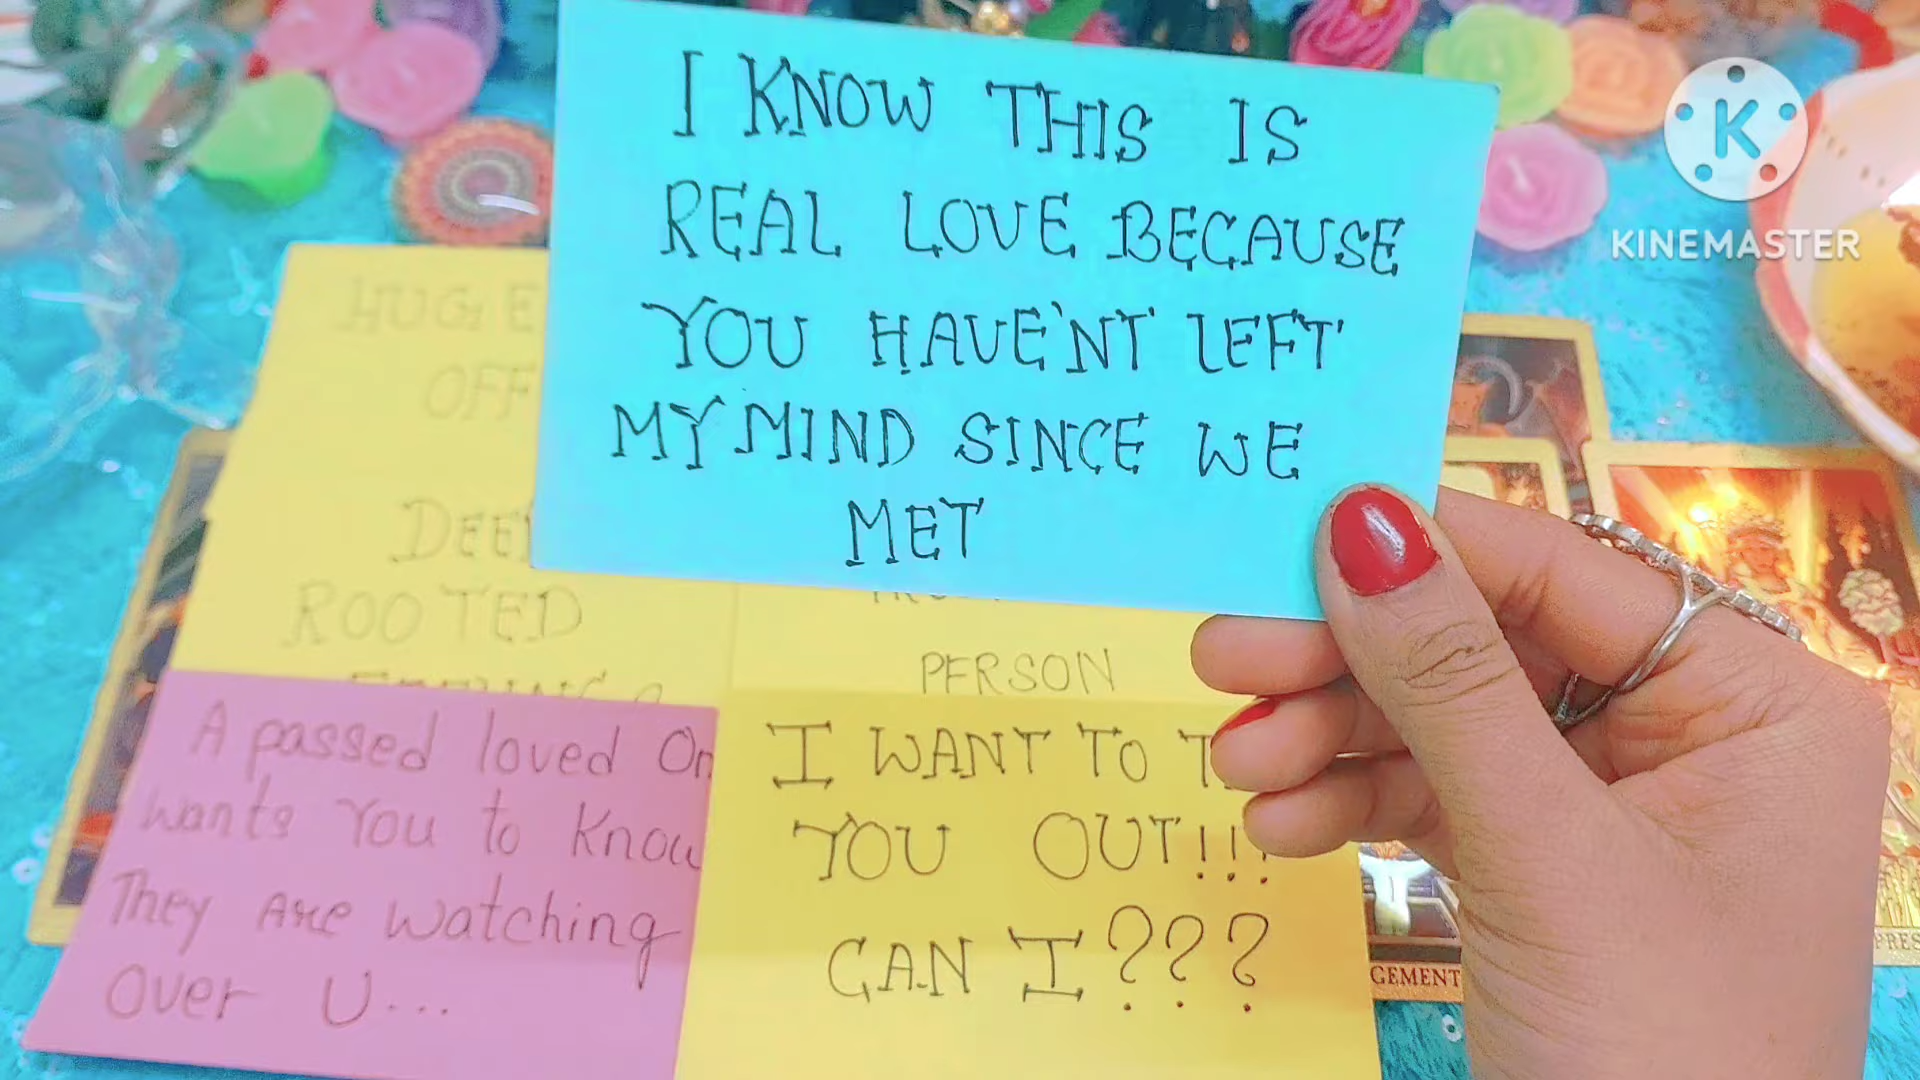 I KNOW THIS IS
REAL LOVE BECAUSE
YOU HAVE'NT LEFT
MY MIND SINCE WE
MET
K
KINEMASTER
HUGE
OFF
DEE
ROOTED
PERSON
A passed loved On
wants You to Know
They Are watching
Over U...
I WANT TO T
YOU OUT!!!
CAN I???
GEMENT
PRES